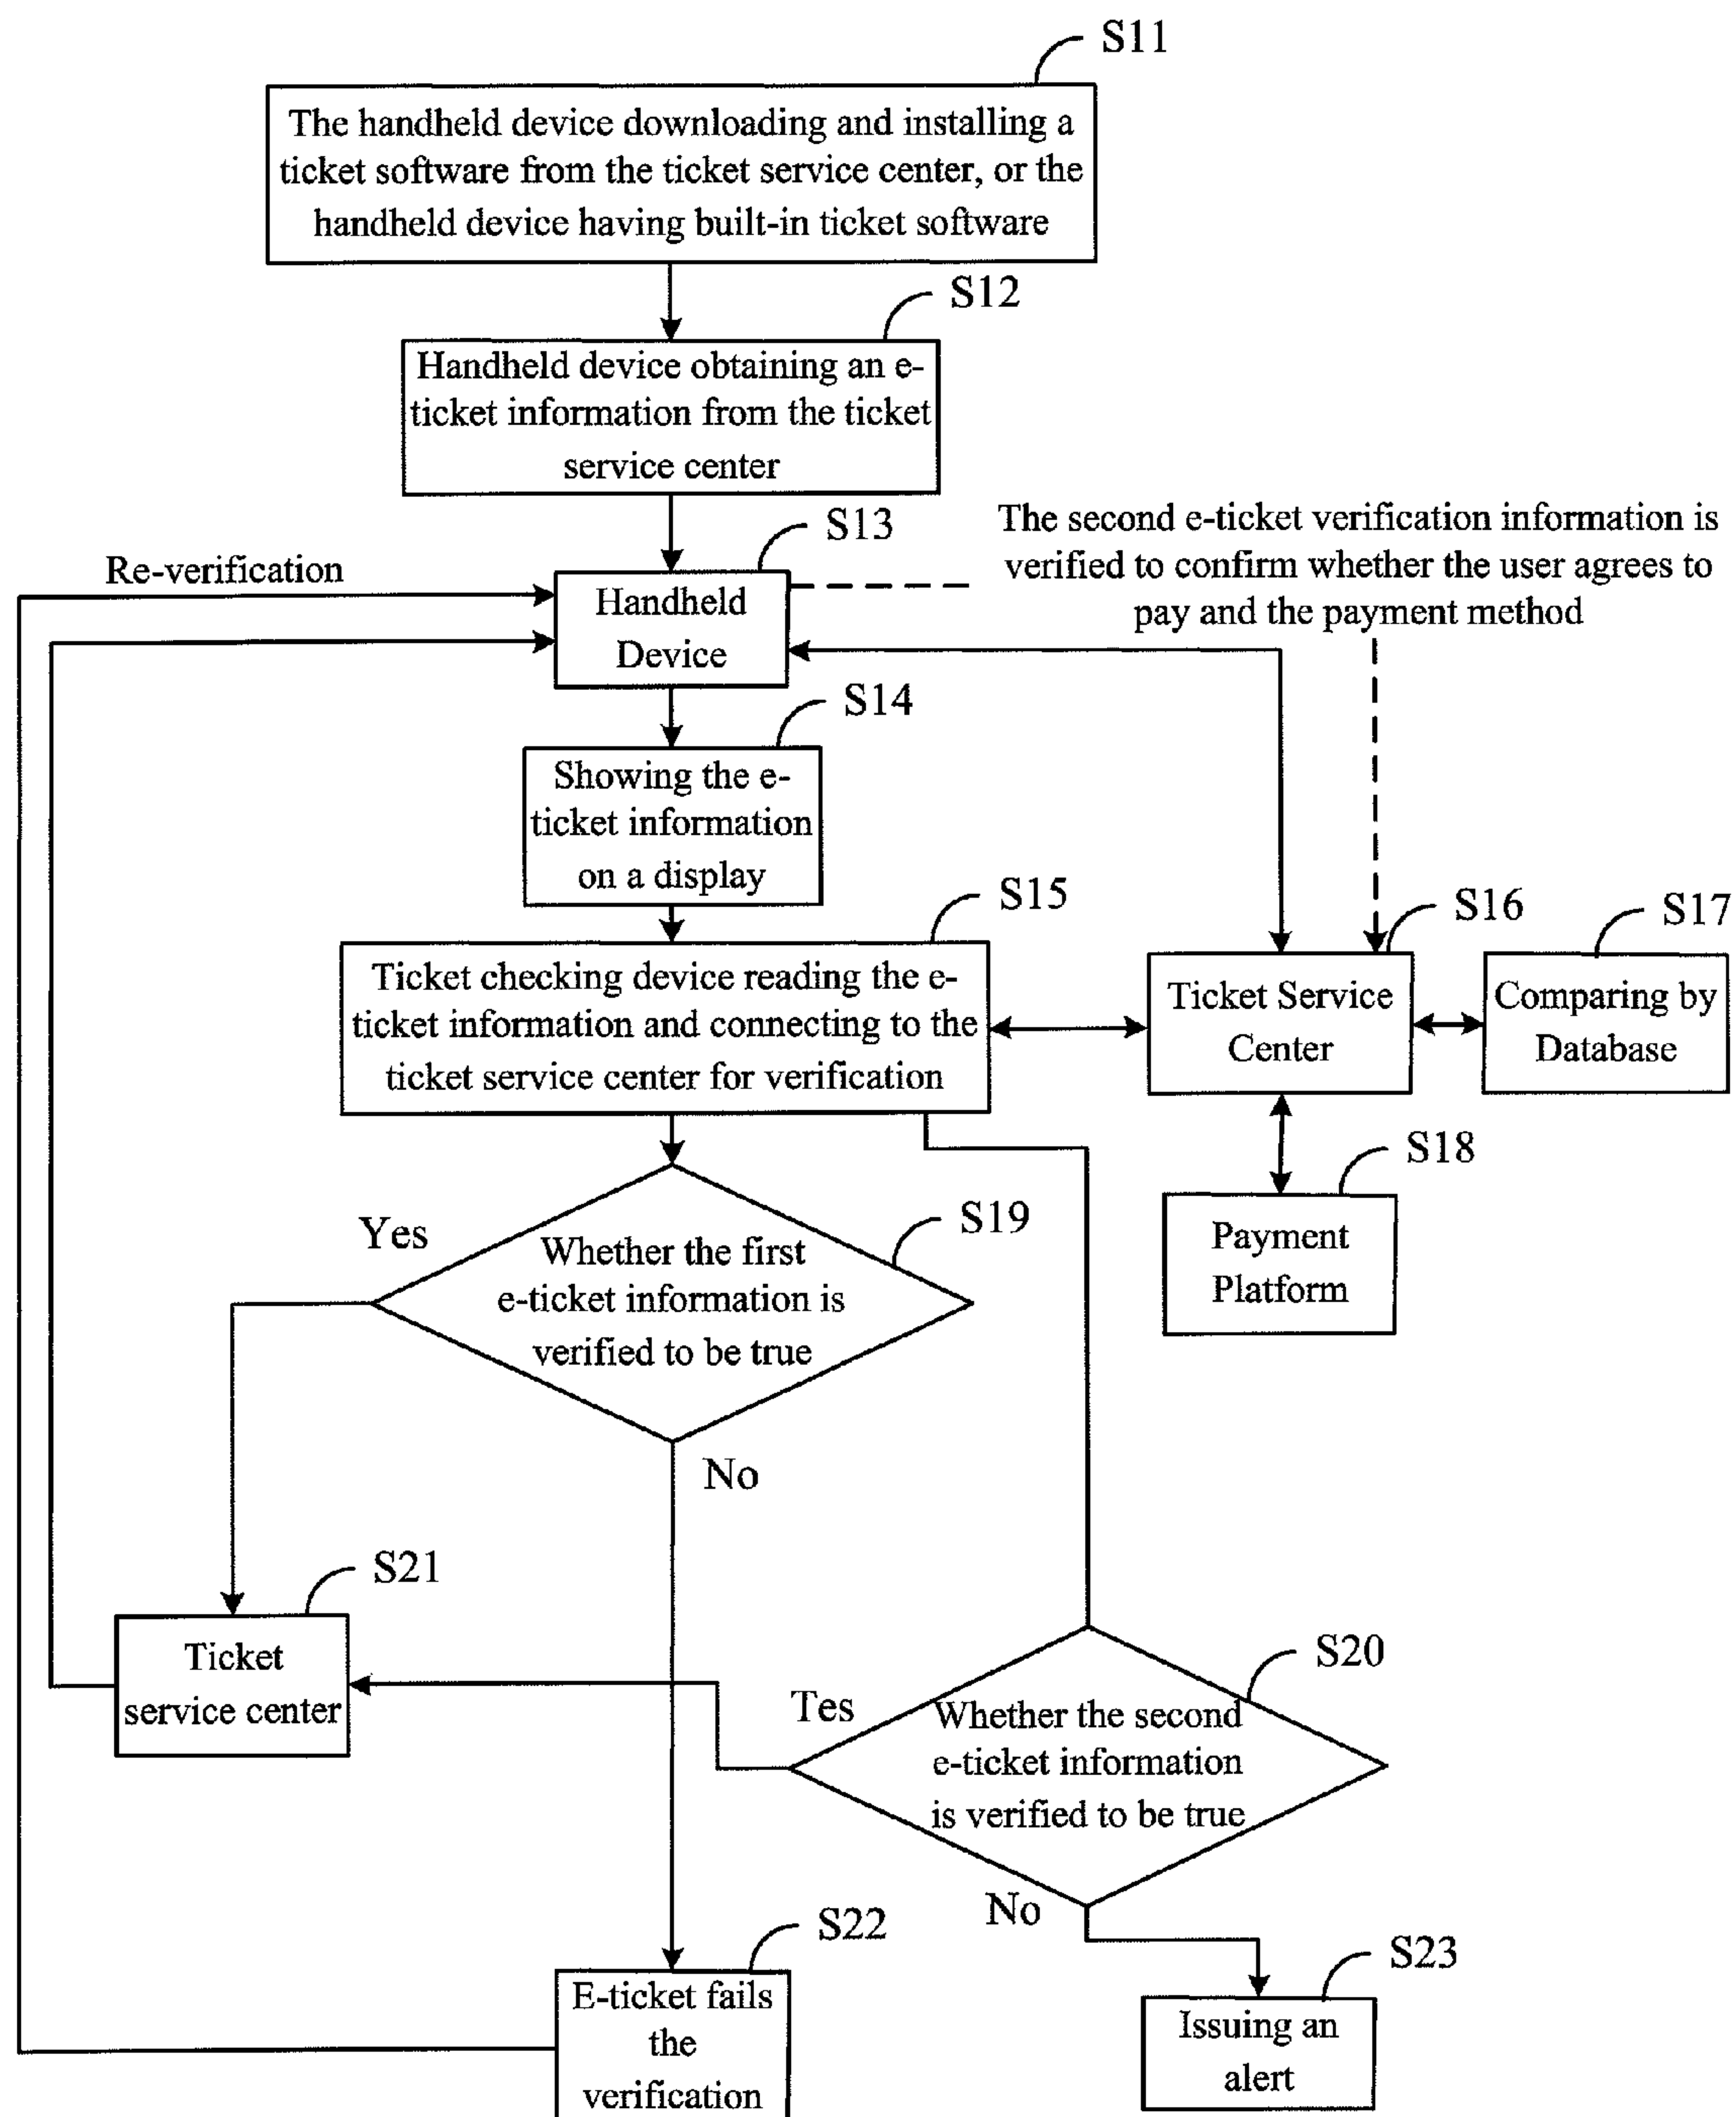 S11
The handheld device downloading and installing a
ticket software from the ticket service center, or the
handheld device having built-in ticket software
S12
Handheld device obtaining an e-
ticket information from the ticket
service center
S13
The second e-ticket verification information is
verified to confirm whether the user agrees to
pay and the payment method
Re-verification
Handheld
Device
S14
Showing the e-
ticket information
on a display
S15
Ticket checking device reading the e-
ticket information and connecting to the
ticket service center for verification
S16
Ticket Service
Center
S17
Comparing by
Database
S18
Payment
Platform
S19
Yes
Whether the first
e-ticket information is
verified to be true
No
S21
Ticket
service center
S20
Tes
Whether the second
e-ticket information
is verified to be true
No
S22
E-ticket fails
the
verification
S23
Issuing an
alert